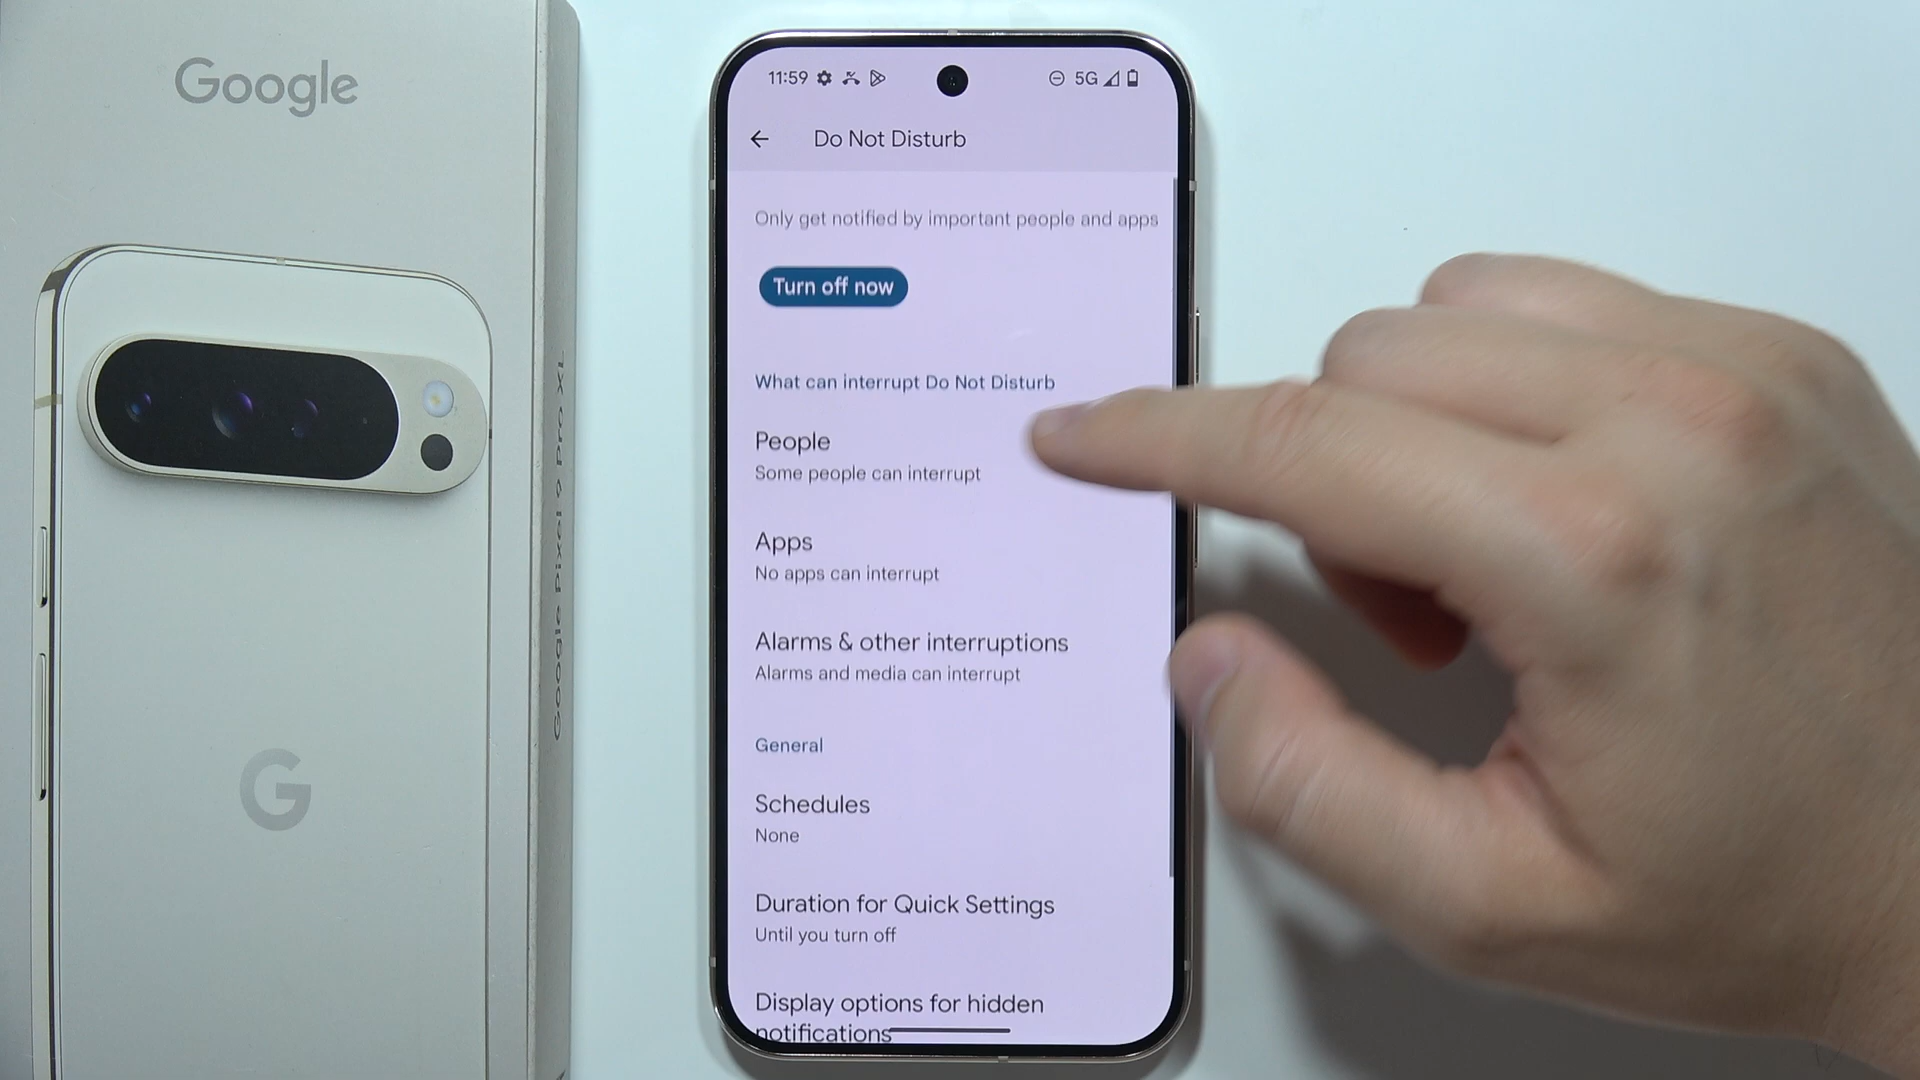 Google
G
Google Pixel 9 Pro XL
11:59
5G
Do Not Disturb
Only get notified by important people and apps
Turn off now
What can interrupt Do Not Disturb
People
Some people can interrupt
Apps
No apps can interrupt
Alarms & other interruptions
Alarms and media can interrupt
General
Schedules
None
Duration for Quick Settings
Until you turn off
Display options for hidden
notifications